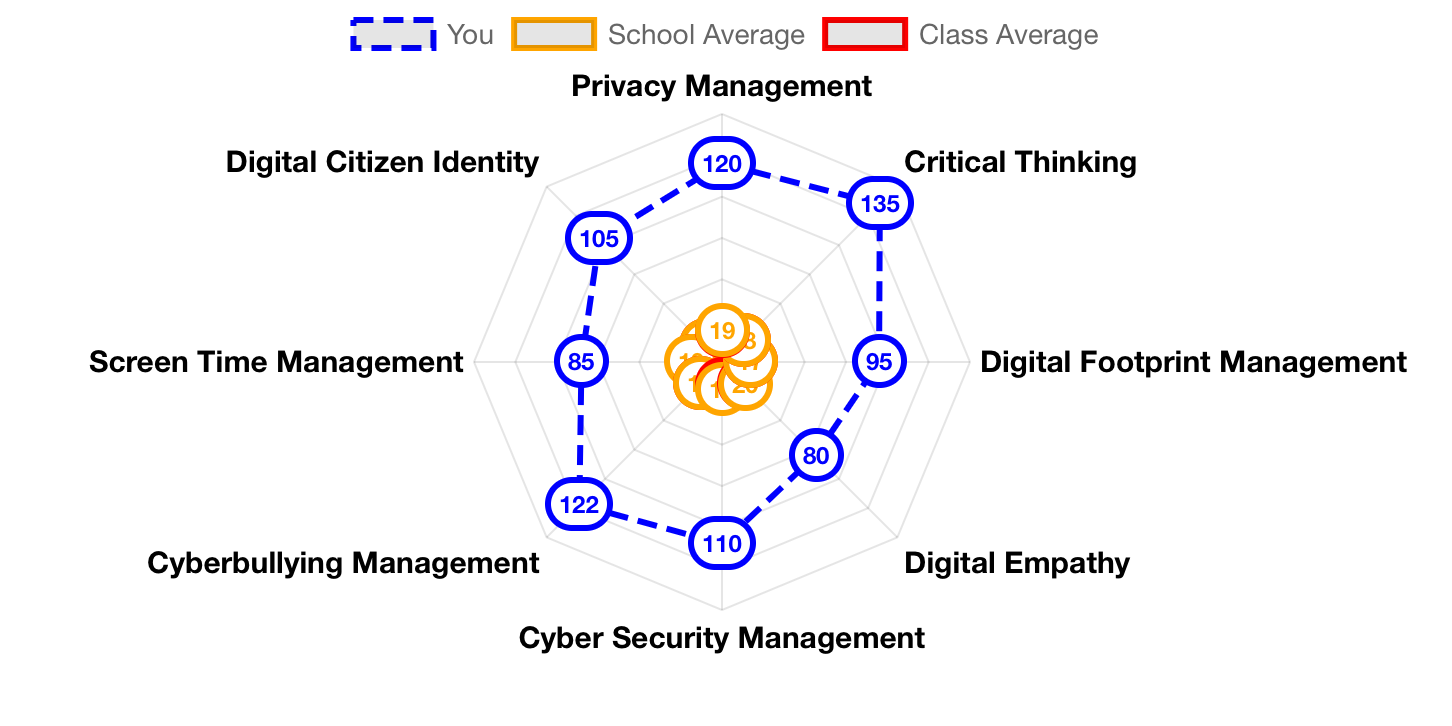 You School Average Class Average
Privacy Management
Digital Citizen Identity
Critical Thinking
120
135
105
19
Screen Time Management
85
95
Digital Footprint Management
80
122
110
Cyberbullying Management
Digital Empathy
Cyber Security Management